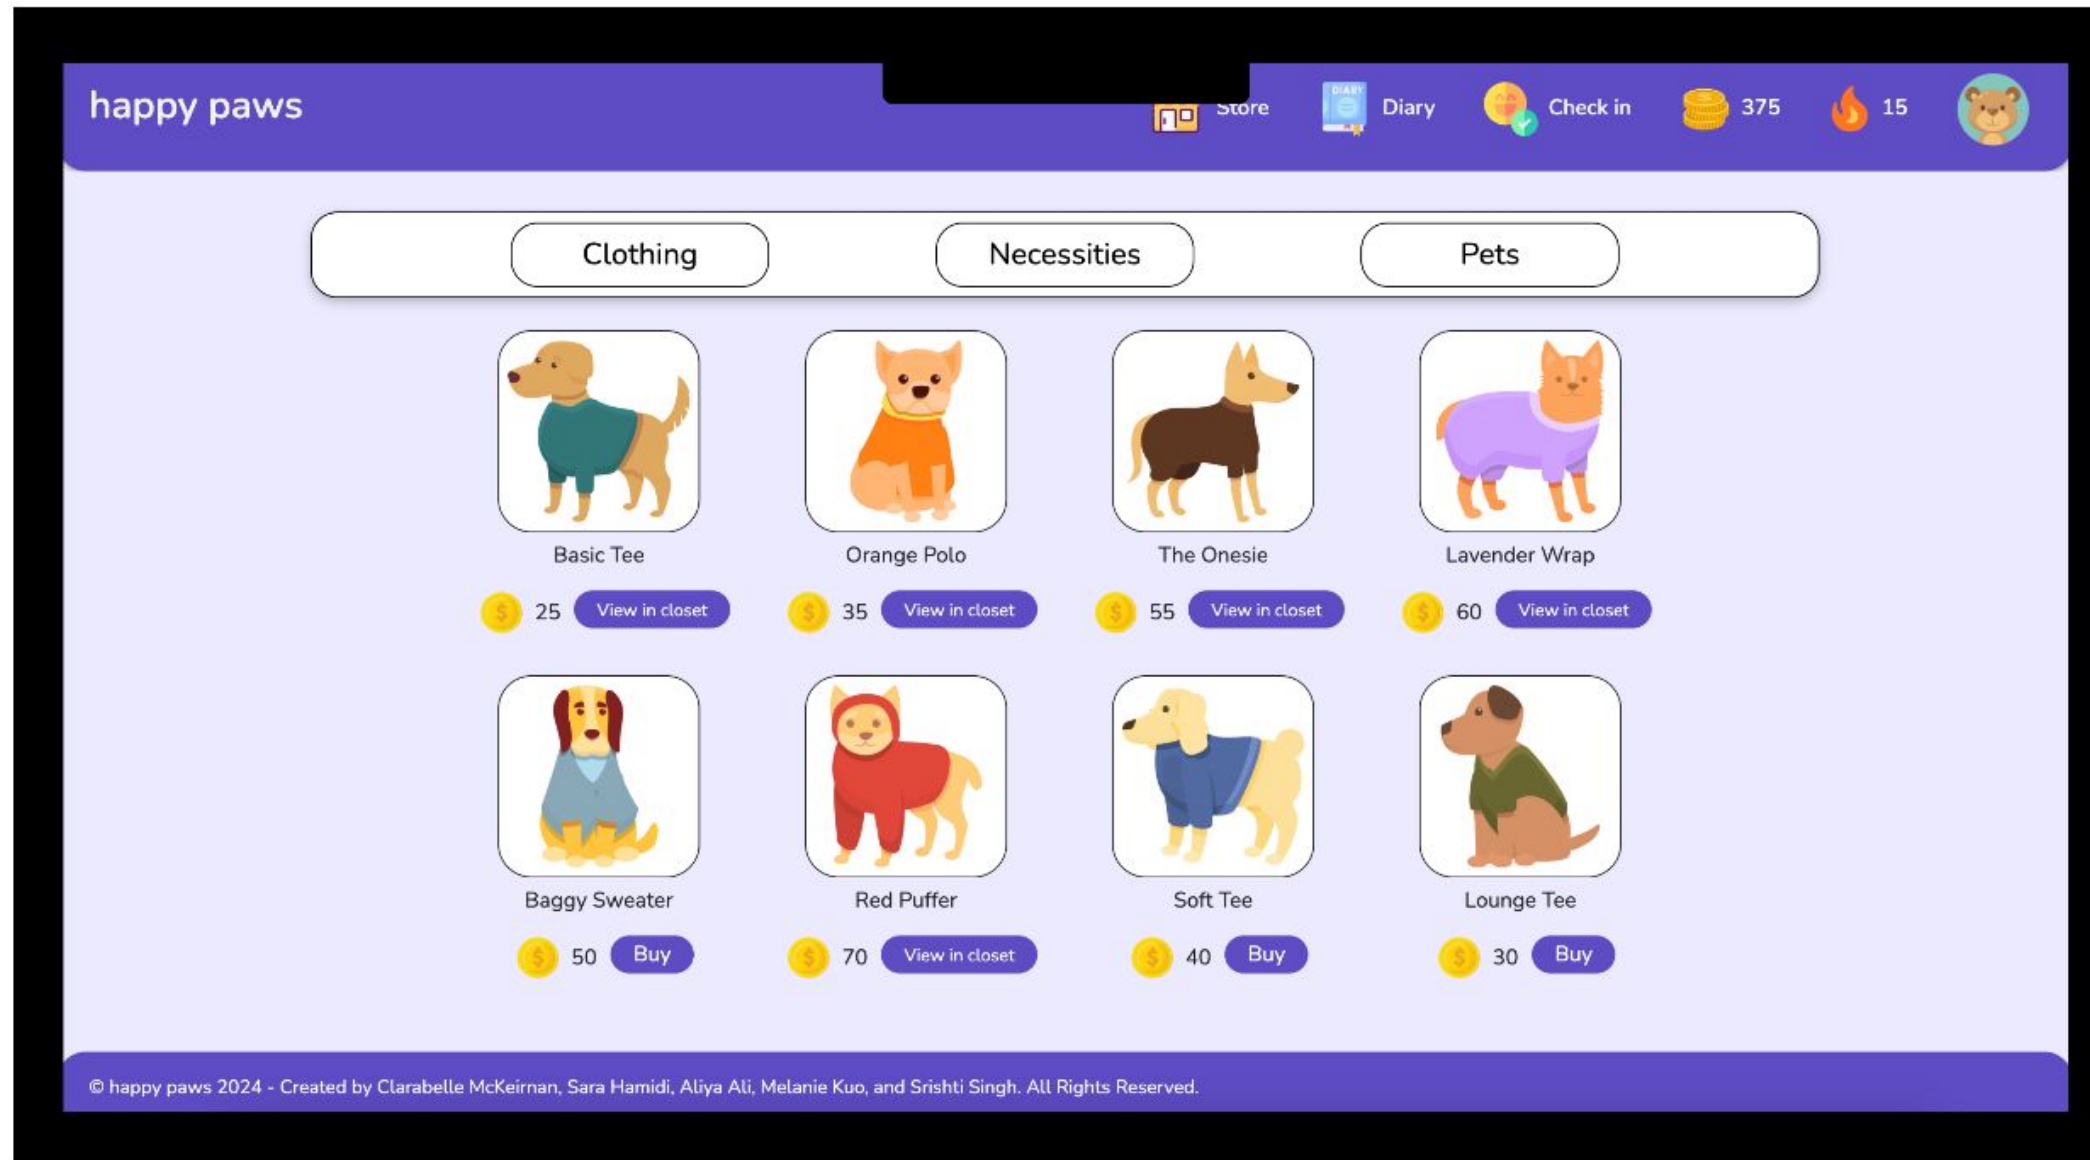 happy paws
Store
Diary
Check in
375
15
Clothing
Necessities
Pets
Basic Tee
Orange Polo
The Onesie
Lavender Wrap
25 View in closet
35 View in closet
55 View in closet
60 View in closet
Baggy Sweater
Red Puffer
Soft Tee
Lounge Tee
50 Buy
70 View in closet
40 Buy
30 Buy
© happy paws 2024 - Created by Clarabelle McKeirnan, Sara Hamidi, Aliya Ali, Melanie Kuo, and Srishti Singh. All Rights Reserved.